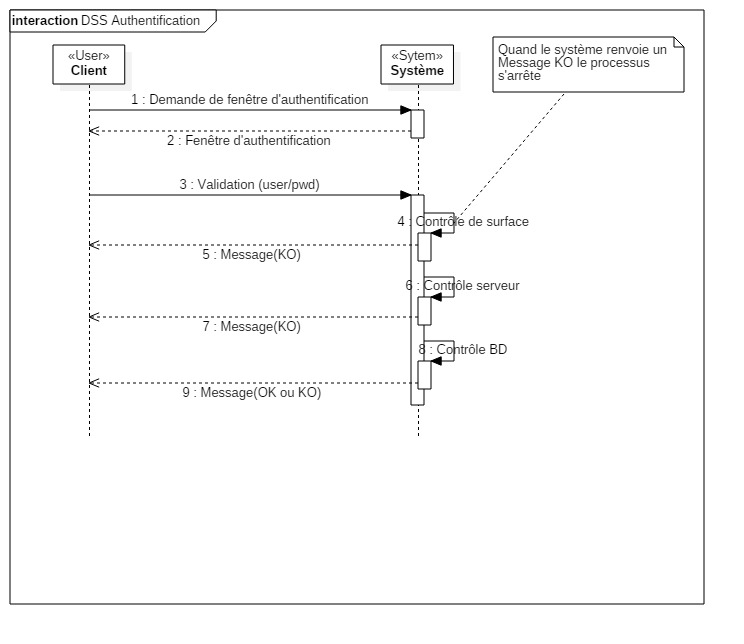 interaction DSS Authentification
«User»
Client
«Sytem»
Système
Quand le système renvoie un
Message KO le processus
s'arrête
1 : Demande de fenêtre d'authentification
2 : Fenêtre d'authentification
3 : Validation (user/pwd)
4 : Contrôle de surface
5 : Message(KO)
6 : Contrôle serveur
7 : Message(KO)
8 : Contrôle BD
9 : Message(OK ou KO)